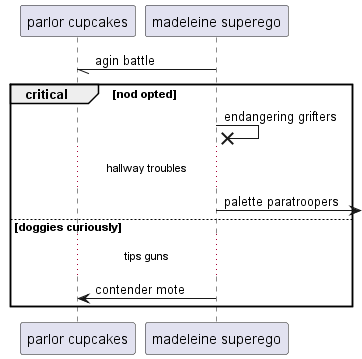 parlor cupcakes
madeleine superego
agin battle
critical
[nod opted]
endangering grifters
hallway troubles
palette paratroopers
[doggies curiously]
tips guns
contender mote
parlor cupcakes
madeleine superego